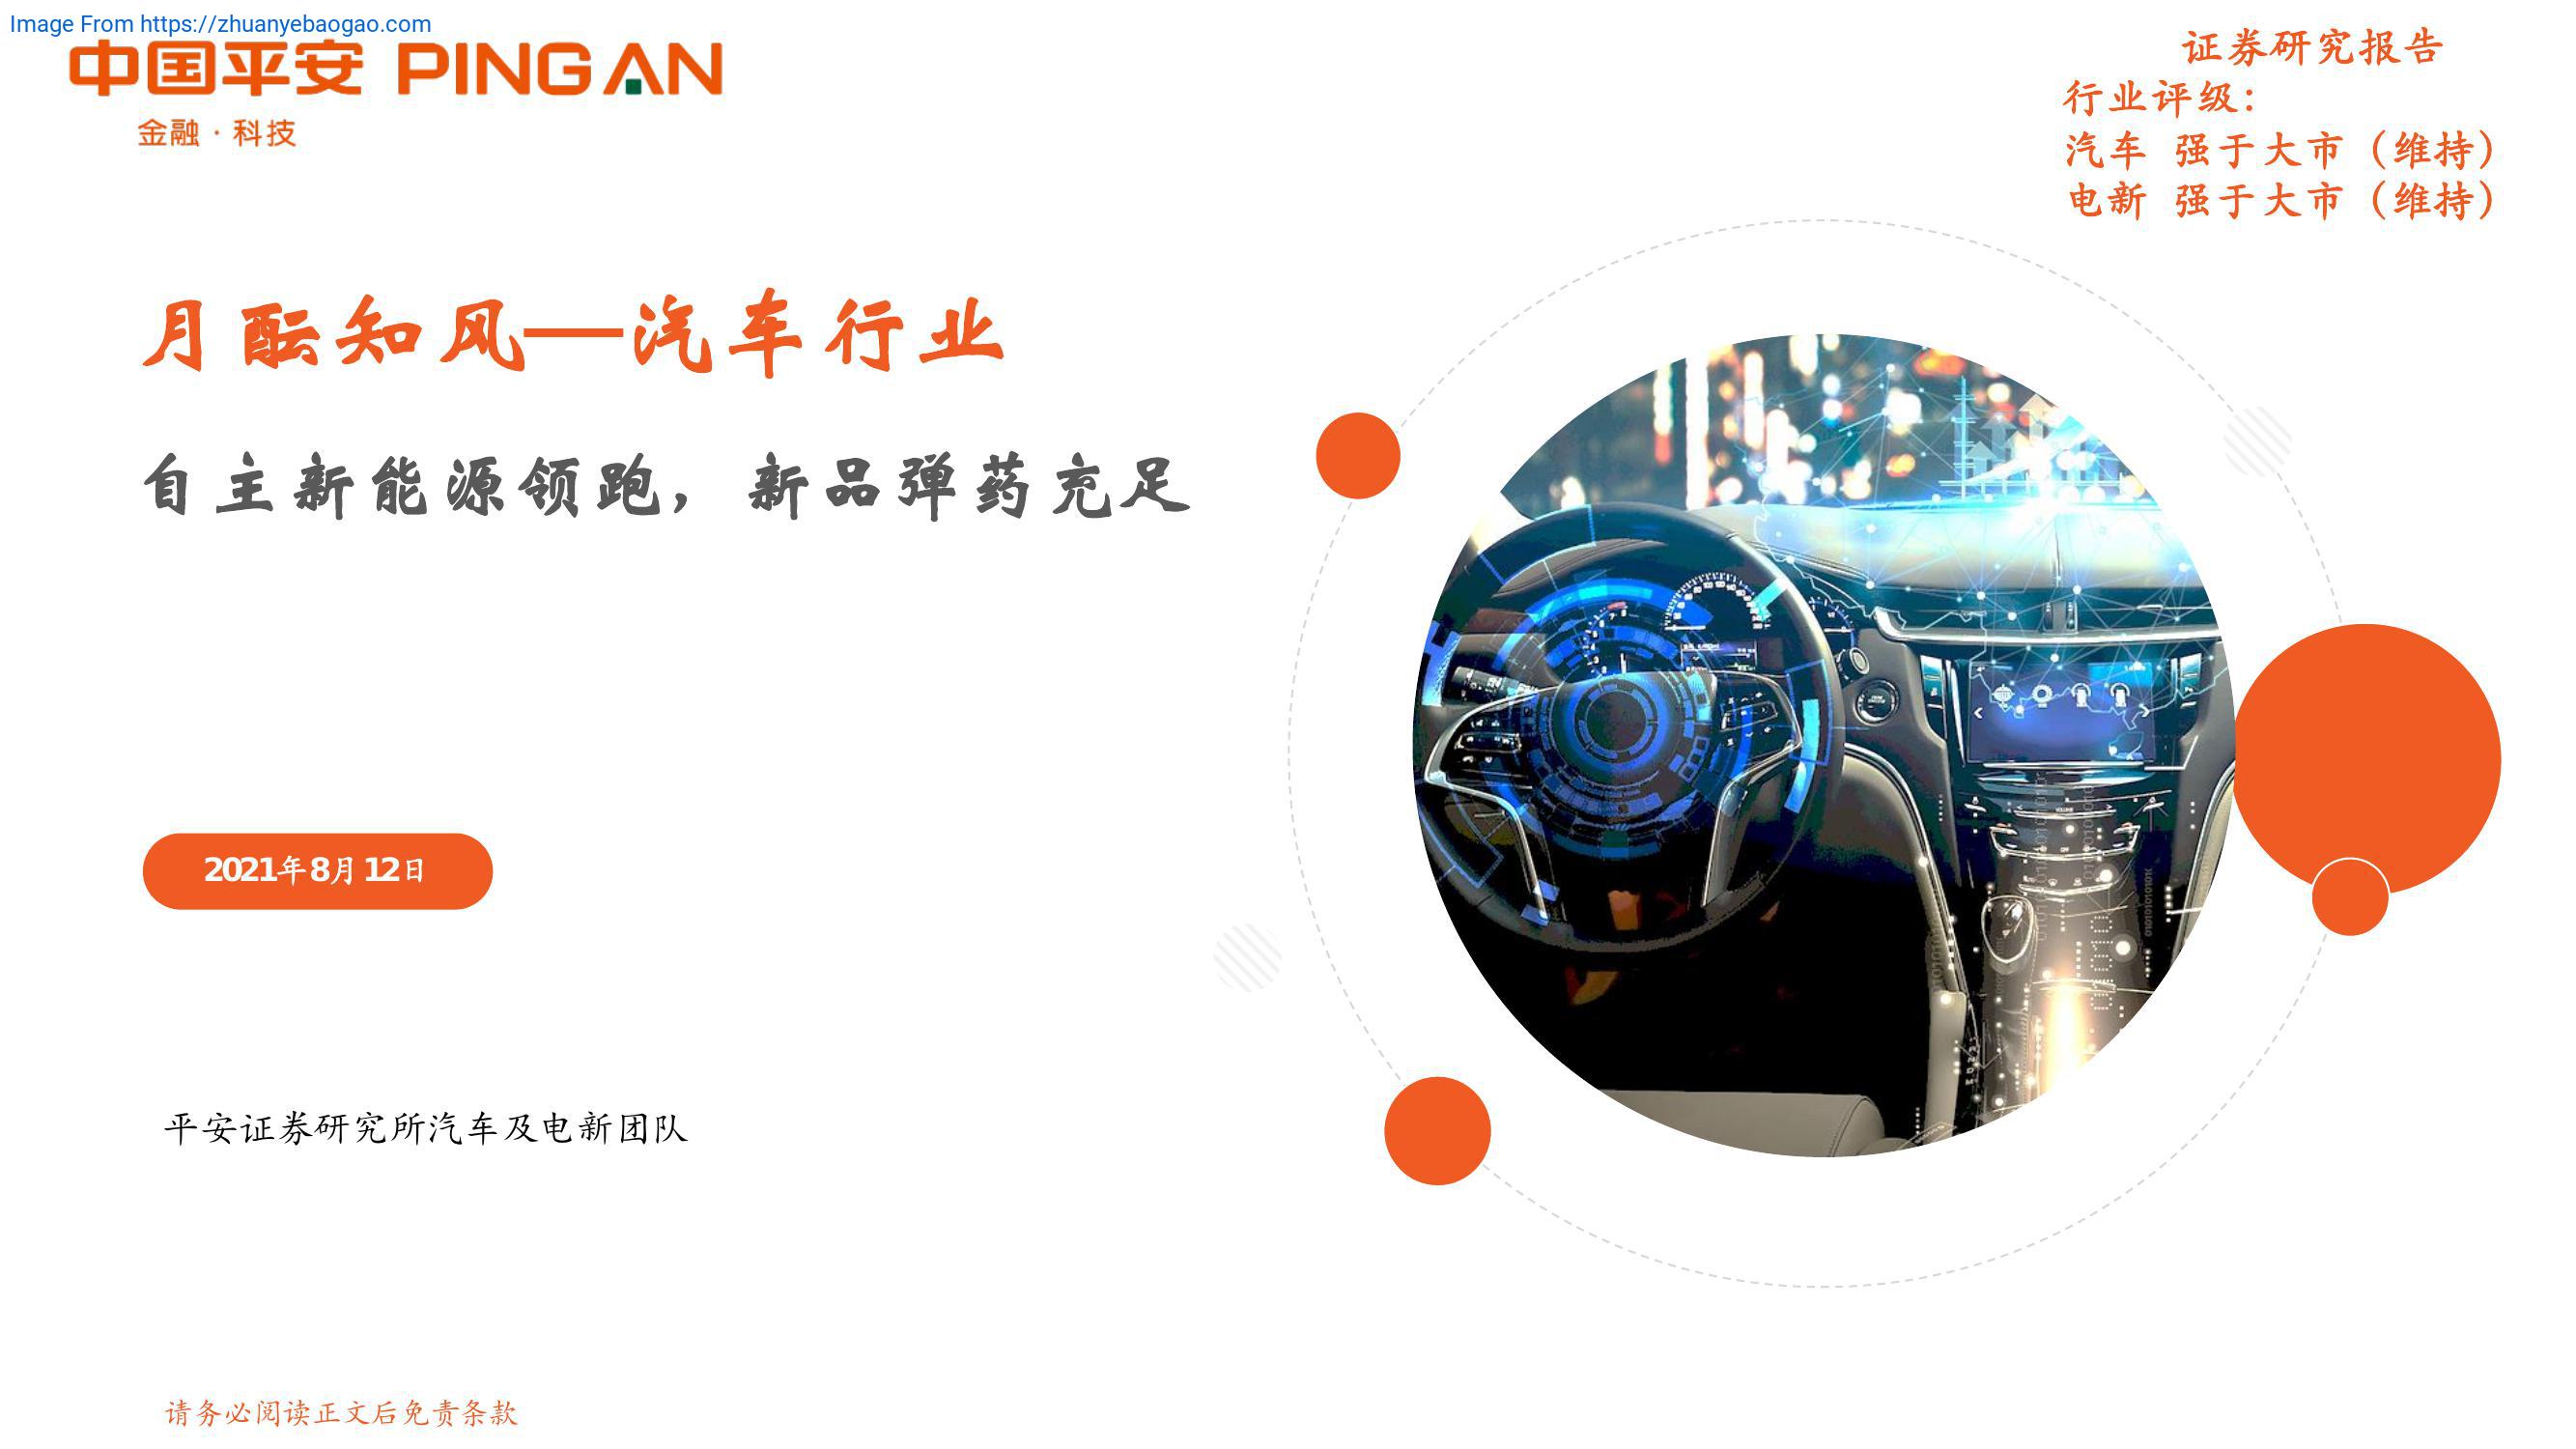 Image From https://zhuanyebaogao.com
中国平安 PINGAN
金融·科技
证券研究报告
行业评级：
汽车 强于大市（维持）
电新 强于大市（维持）
月酝知风—汽车行业
自主新能源领跑，新品弹药充足
2021年8月12日
平安证券研究所汽车及电新团队
请务必阅读正文后免责条款